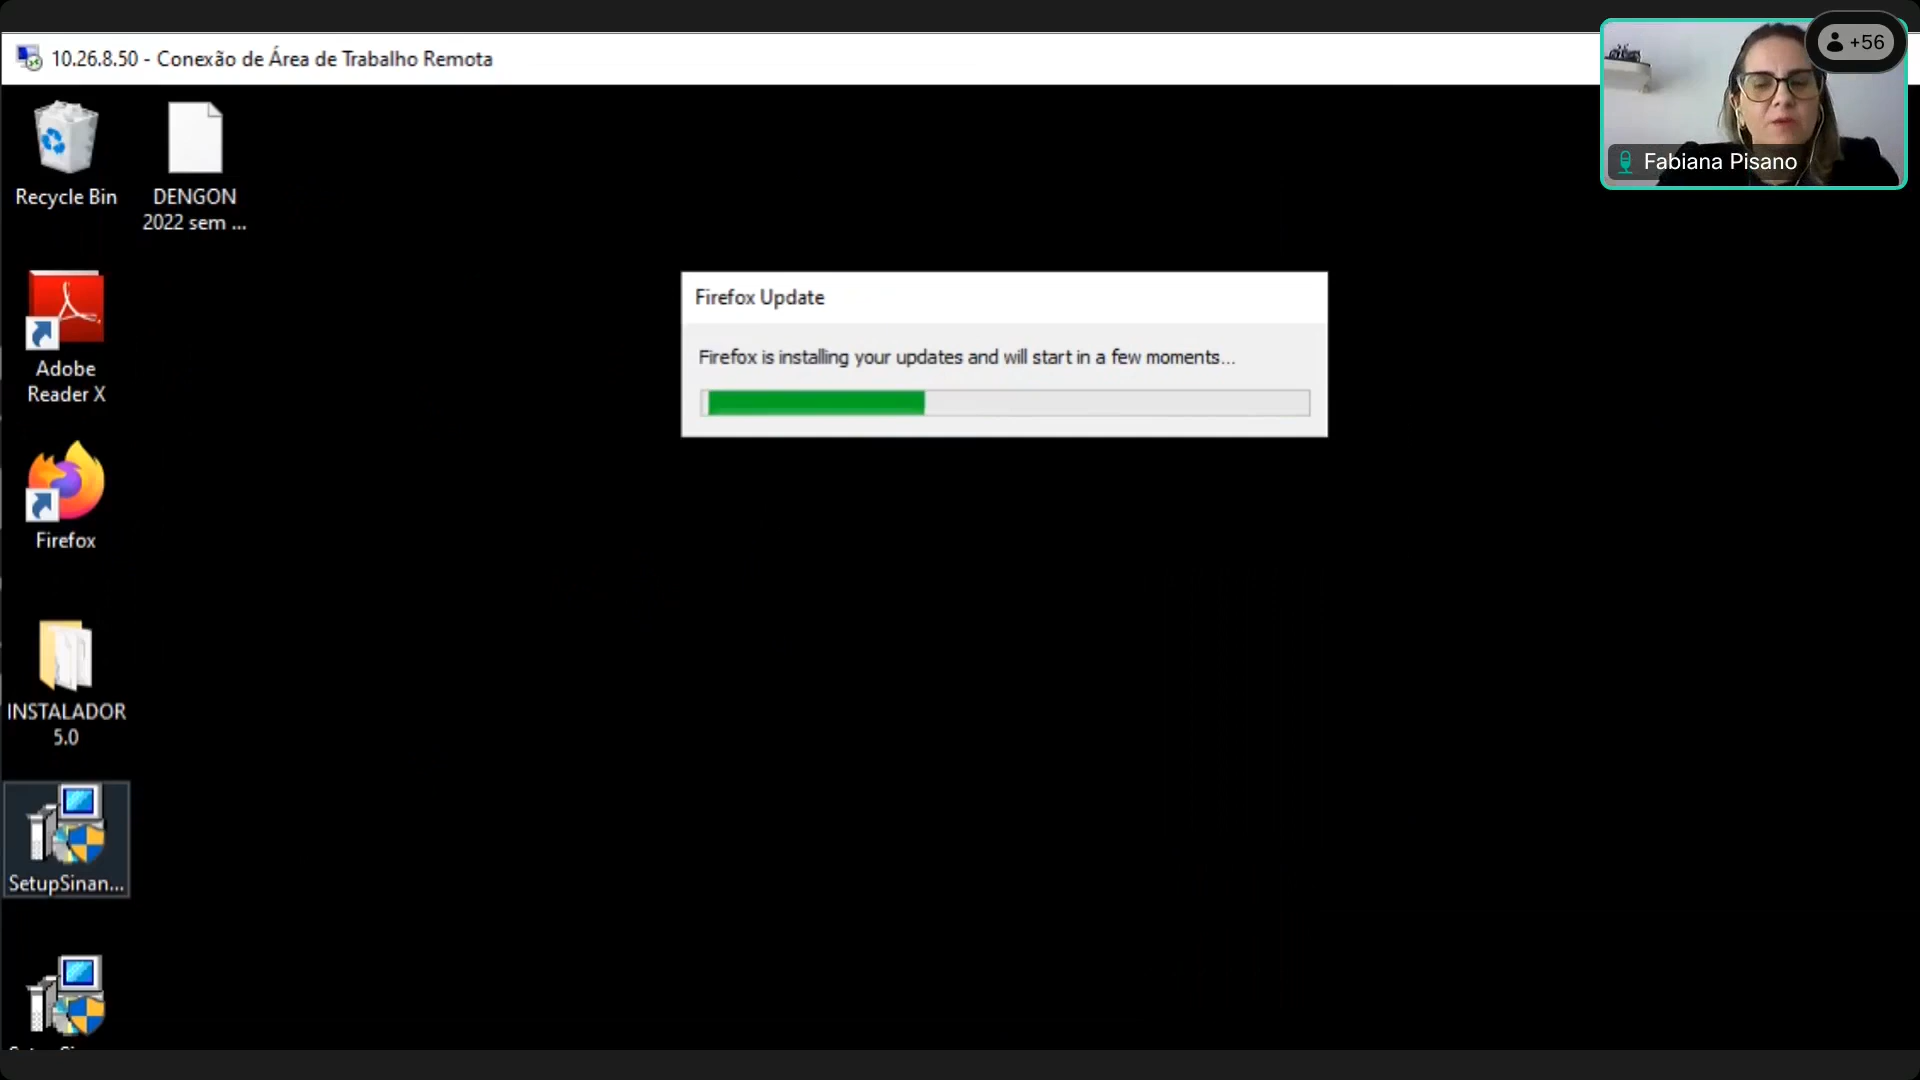 10.26.8.50 - Conexão de Área de Trabalho Remota
+56
Fabiana Pisano
Recycle Bin
DENGON
2022 sem ...
Firefox Update
Firefox is installing your updates and will start in a few moments...
Adobe
Reader X
Firefox
INSTALADOR
5.0
SetupSinan...